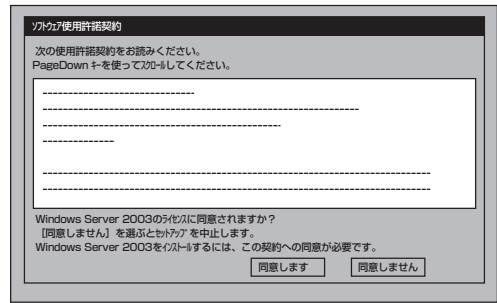 ソフトウェア使用許諾契約
次の使用許諾契約をお読みください。
PageDown キーを使ってスクロールしてください。
Windows Server 2003のライセンスに同意されますか？
［同意しません］を選ぶとセットアップを中止します。
Windows Server 2003をインストールするには、この契約への同意が必要です。
同意します
同意しません